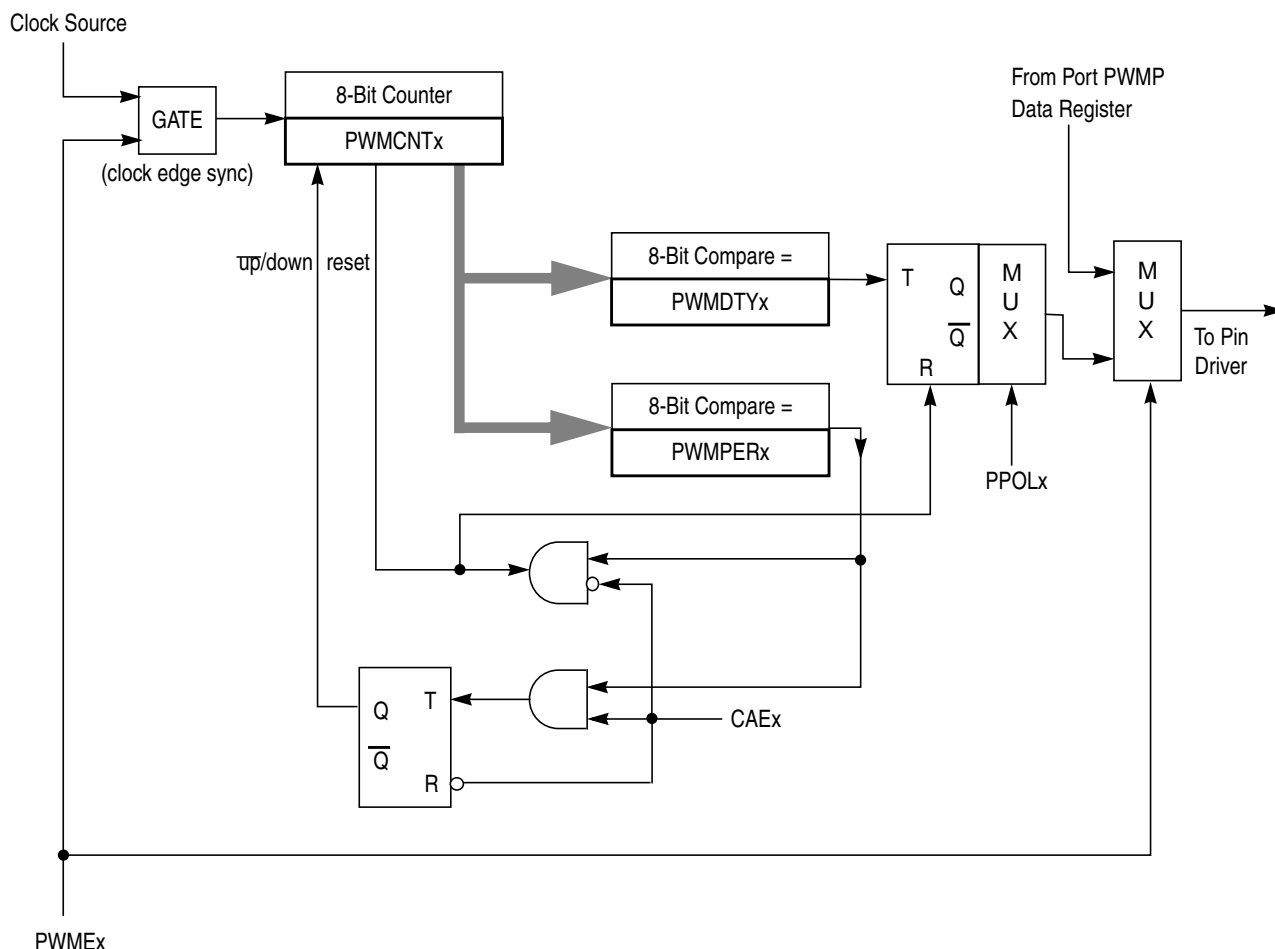 Clock Source
GATE
(clock edge sync)
8-Bit Counter
PWMCNTx
From Port PWMP
Data Register
u̅p̅/down
reset
8-Bit Compare =
PWMDTYx
T
Q
Q̅
R
M
U
X
M
U
X
To Pin
Driver
8-Bit Compare =
PWMPERx
PPOLx
Q
T
Q̅
R
CAEx
PWMEx